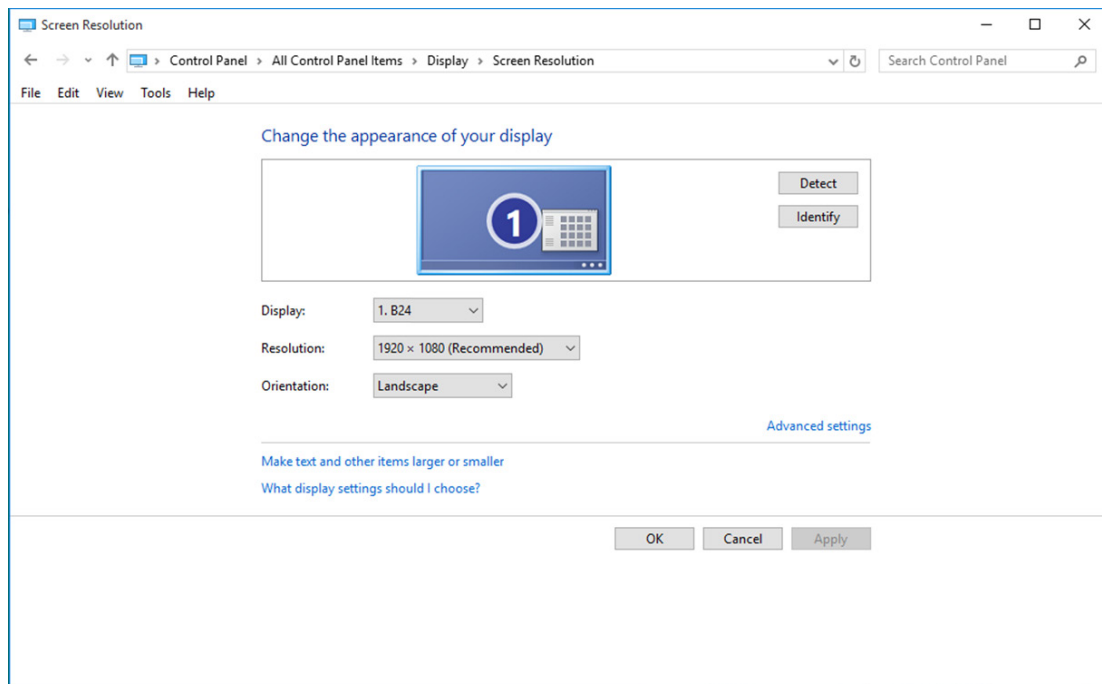 Screen Resolution
Control Panel > All Control Panel Items > Display > Screen Resolution
Search Control Panel
File Edit View Tools Help
Change the appearance of your display
1
Detect
Identify
Display: 1. B24
Resolution: 1920 × 1080 (Recommended)
Orientation: Landscape
Advanced settings
Make text and other items larger or smaller
What display settings should I choose?
OK Cancel Apply